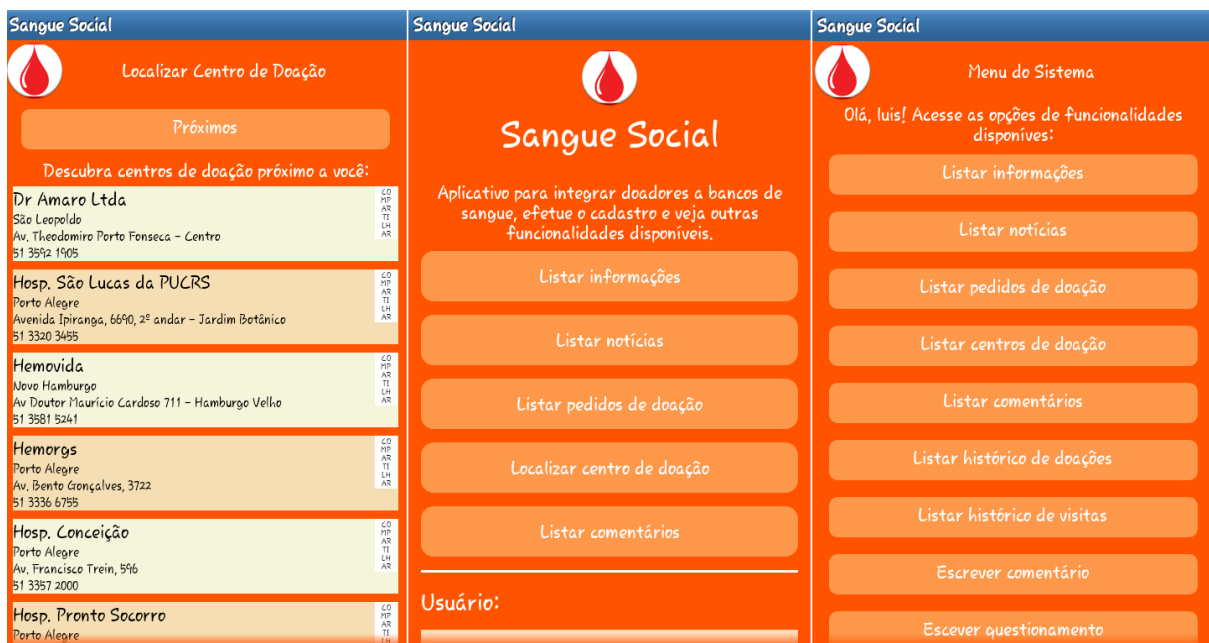 Sangue Social
Localizar Centro de Doação
Próximos
Descubra centros de doação próximo a você:
Dr Amaro Ltda
São Leopoldo
Av. Theodomiro Porto Fonseca - Centro
51 3592 1905
CO
MP
AR
TI
LH
AR
Hosp. São Lucas da PUCRS
Porto Alegre
Avenida Ipiranga, 6690, 2º andar - Jardim Botânico
51 3320 3455
CO
MP
AR
TI
LH
AR
Hemovida
Novo Hamburgo
Av Doutor Maurício Cardoso 711 - Hamburgo Velho
51 3581 5241
CO
MP
AR
TI
LH
AR
Hemorgs
Porto Alegre
Av. Bento Gonçalves, 3722
51 3336 6755
CO
MP
AR
TI
LH
AR
Hosp. Conceição
Porto Alegre
Av. Francisco Trein, 596
51 3357 2000
CO
MP
AR
TI
LH
AR
Hosp. Pronto Socorro
Porto Alegre
CO
MP
AR
TI
LH
Sangue Social
Sangue Social
Aplicativo para integrar doadores a bancos de
sangue, efetue o cadastro e veja outras
funcionalidades disponíveis.
Listar informações
Listar notícias
Listar pedidos de doação
Localizar centro de doação
Listar comentários
Usuário:
Sangue Social
Menu do Sistema
Olá, luis! Acesse as opções de funcionalidades
disponíves:
Listar informações
Listar notícias
Listar pedidos de doação
Listar centros de doação
Listar comentários
Listar histórico de doações
Listar histórico de visitas
Escrever comentário
Escever questionamento